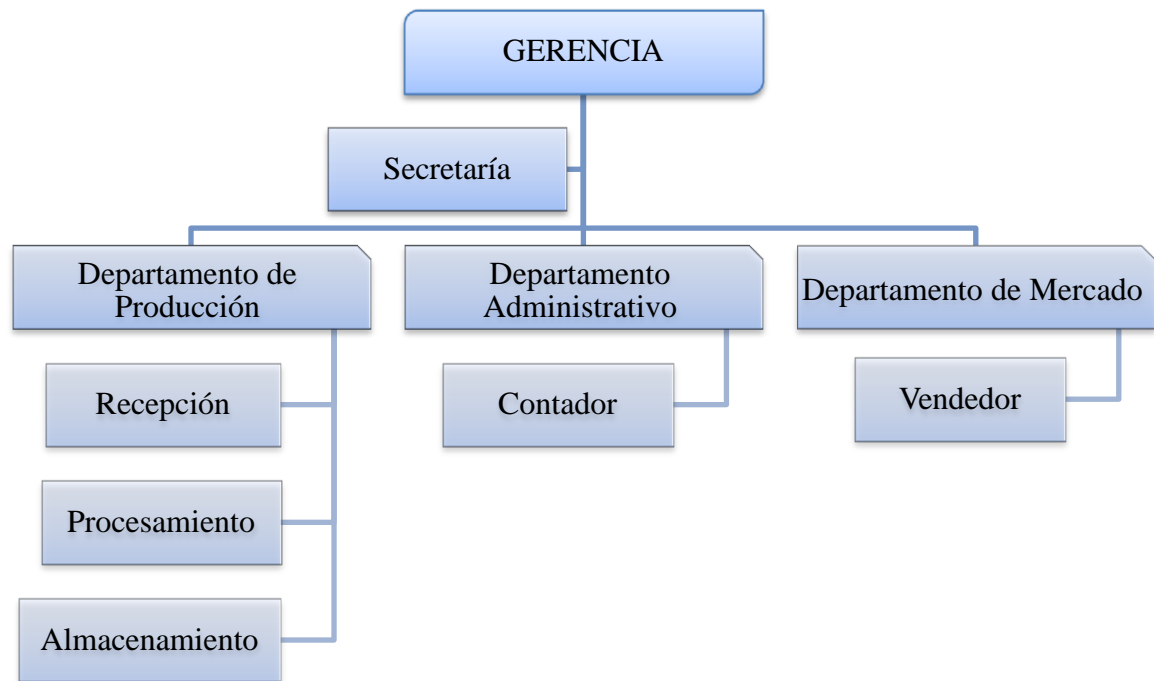 GERENCIA
Secretaría
Departamento de
Producción
Departamento
Administrativo
Departamento de Mercado
Recepción
Contador
Vendedor
Procesamiento
Almacenamiento